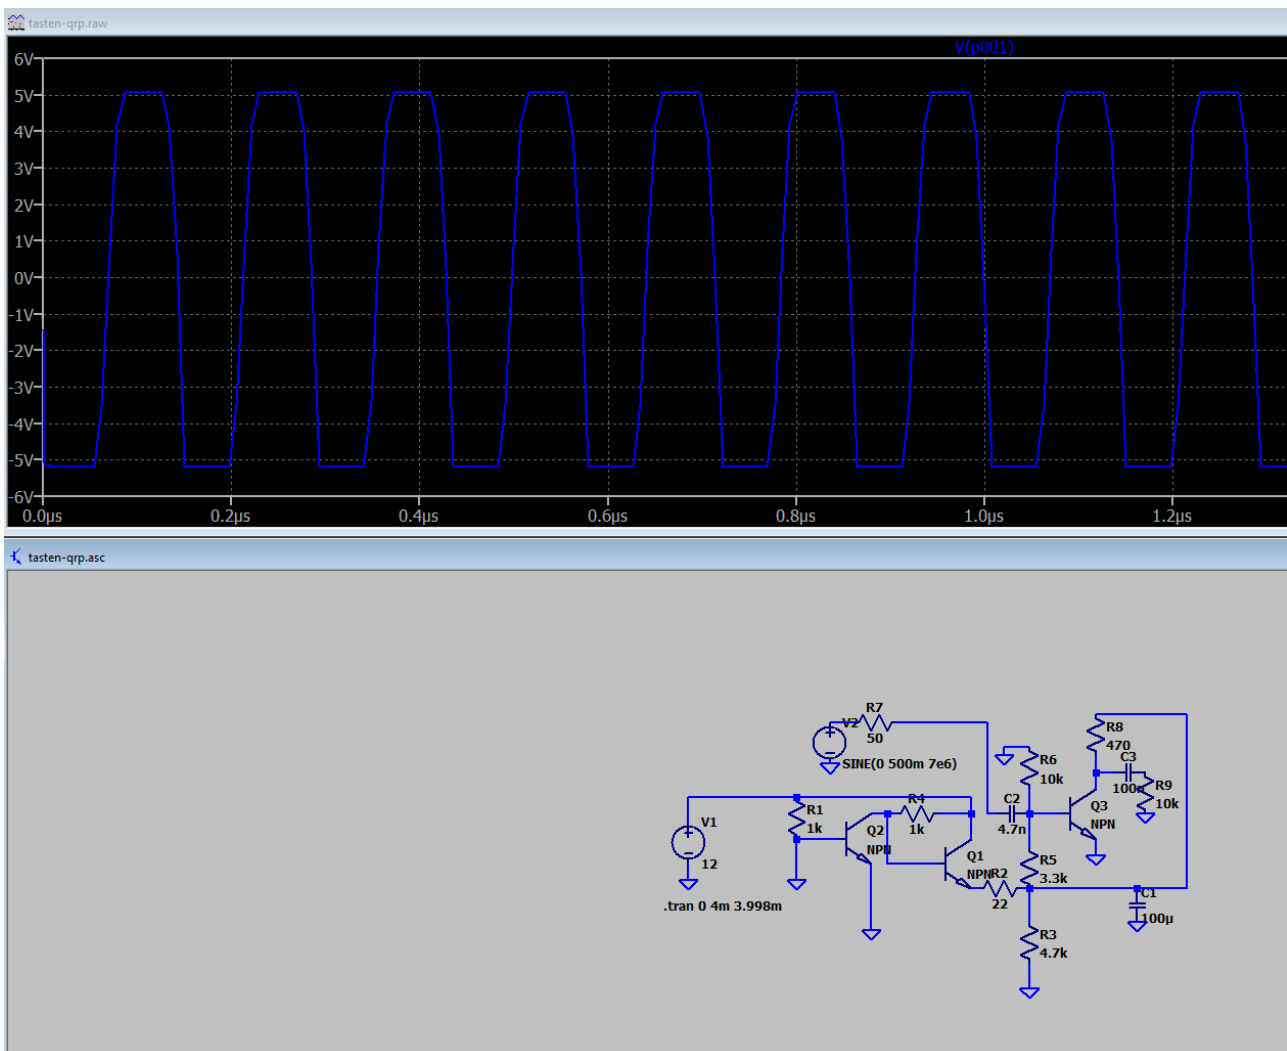 tasten-qrp.raw
V(p001)
6V
5V
4V
3V
2V
1V
0V
-1V
-2V
-3V
-4V
-5V
-6V
0.0µs 0.2µs 0.4µs 0.6µs 0.8µs 1.0µs 1.2µs
tasten-qrp.asc
R7
50
V2
SINE(0 500m 7e6)
R8
470
C3
100n
R9
10k
R6
10k
C2
4.7n
Q3
NPN
V1
12
R1
1k
Q2
NPN
R4
1k
Q1
NPN
R2
22
R5
3.3k
C1
100µ
R3
4.7k
.tran 0 4m 3.998m